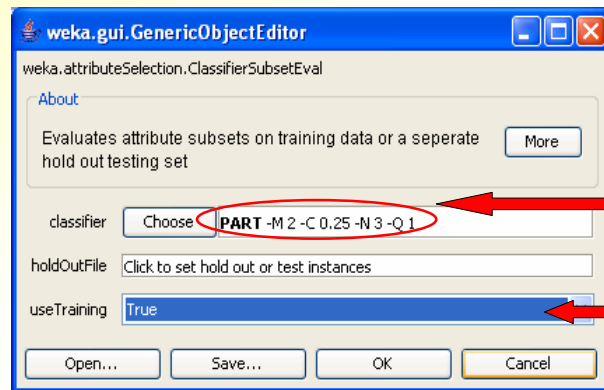 weka.gui.GenericObjectEditor
weka.attributeSelection.ClassifierSubsetEval
About
Evaluates attribute subsets on training data or a seperate
hold out testing set
More
classifier Choose PART -M 2 -C 0.25 -N 3 -Q 1
holdOutFile Click to set hold out or test instances
useTraining True
Open... Save... OK Cancel